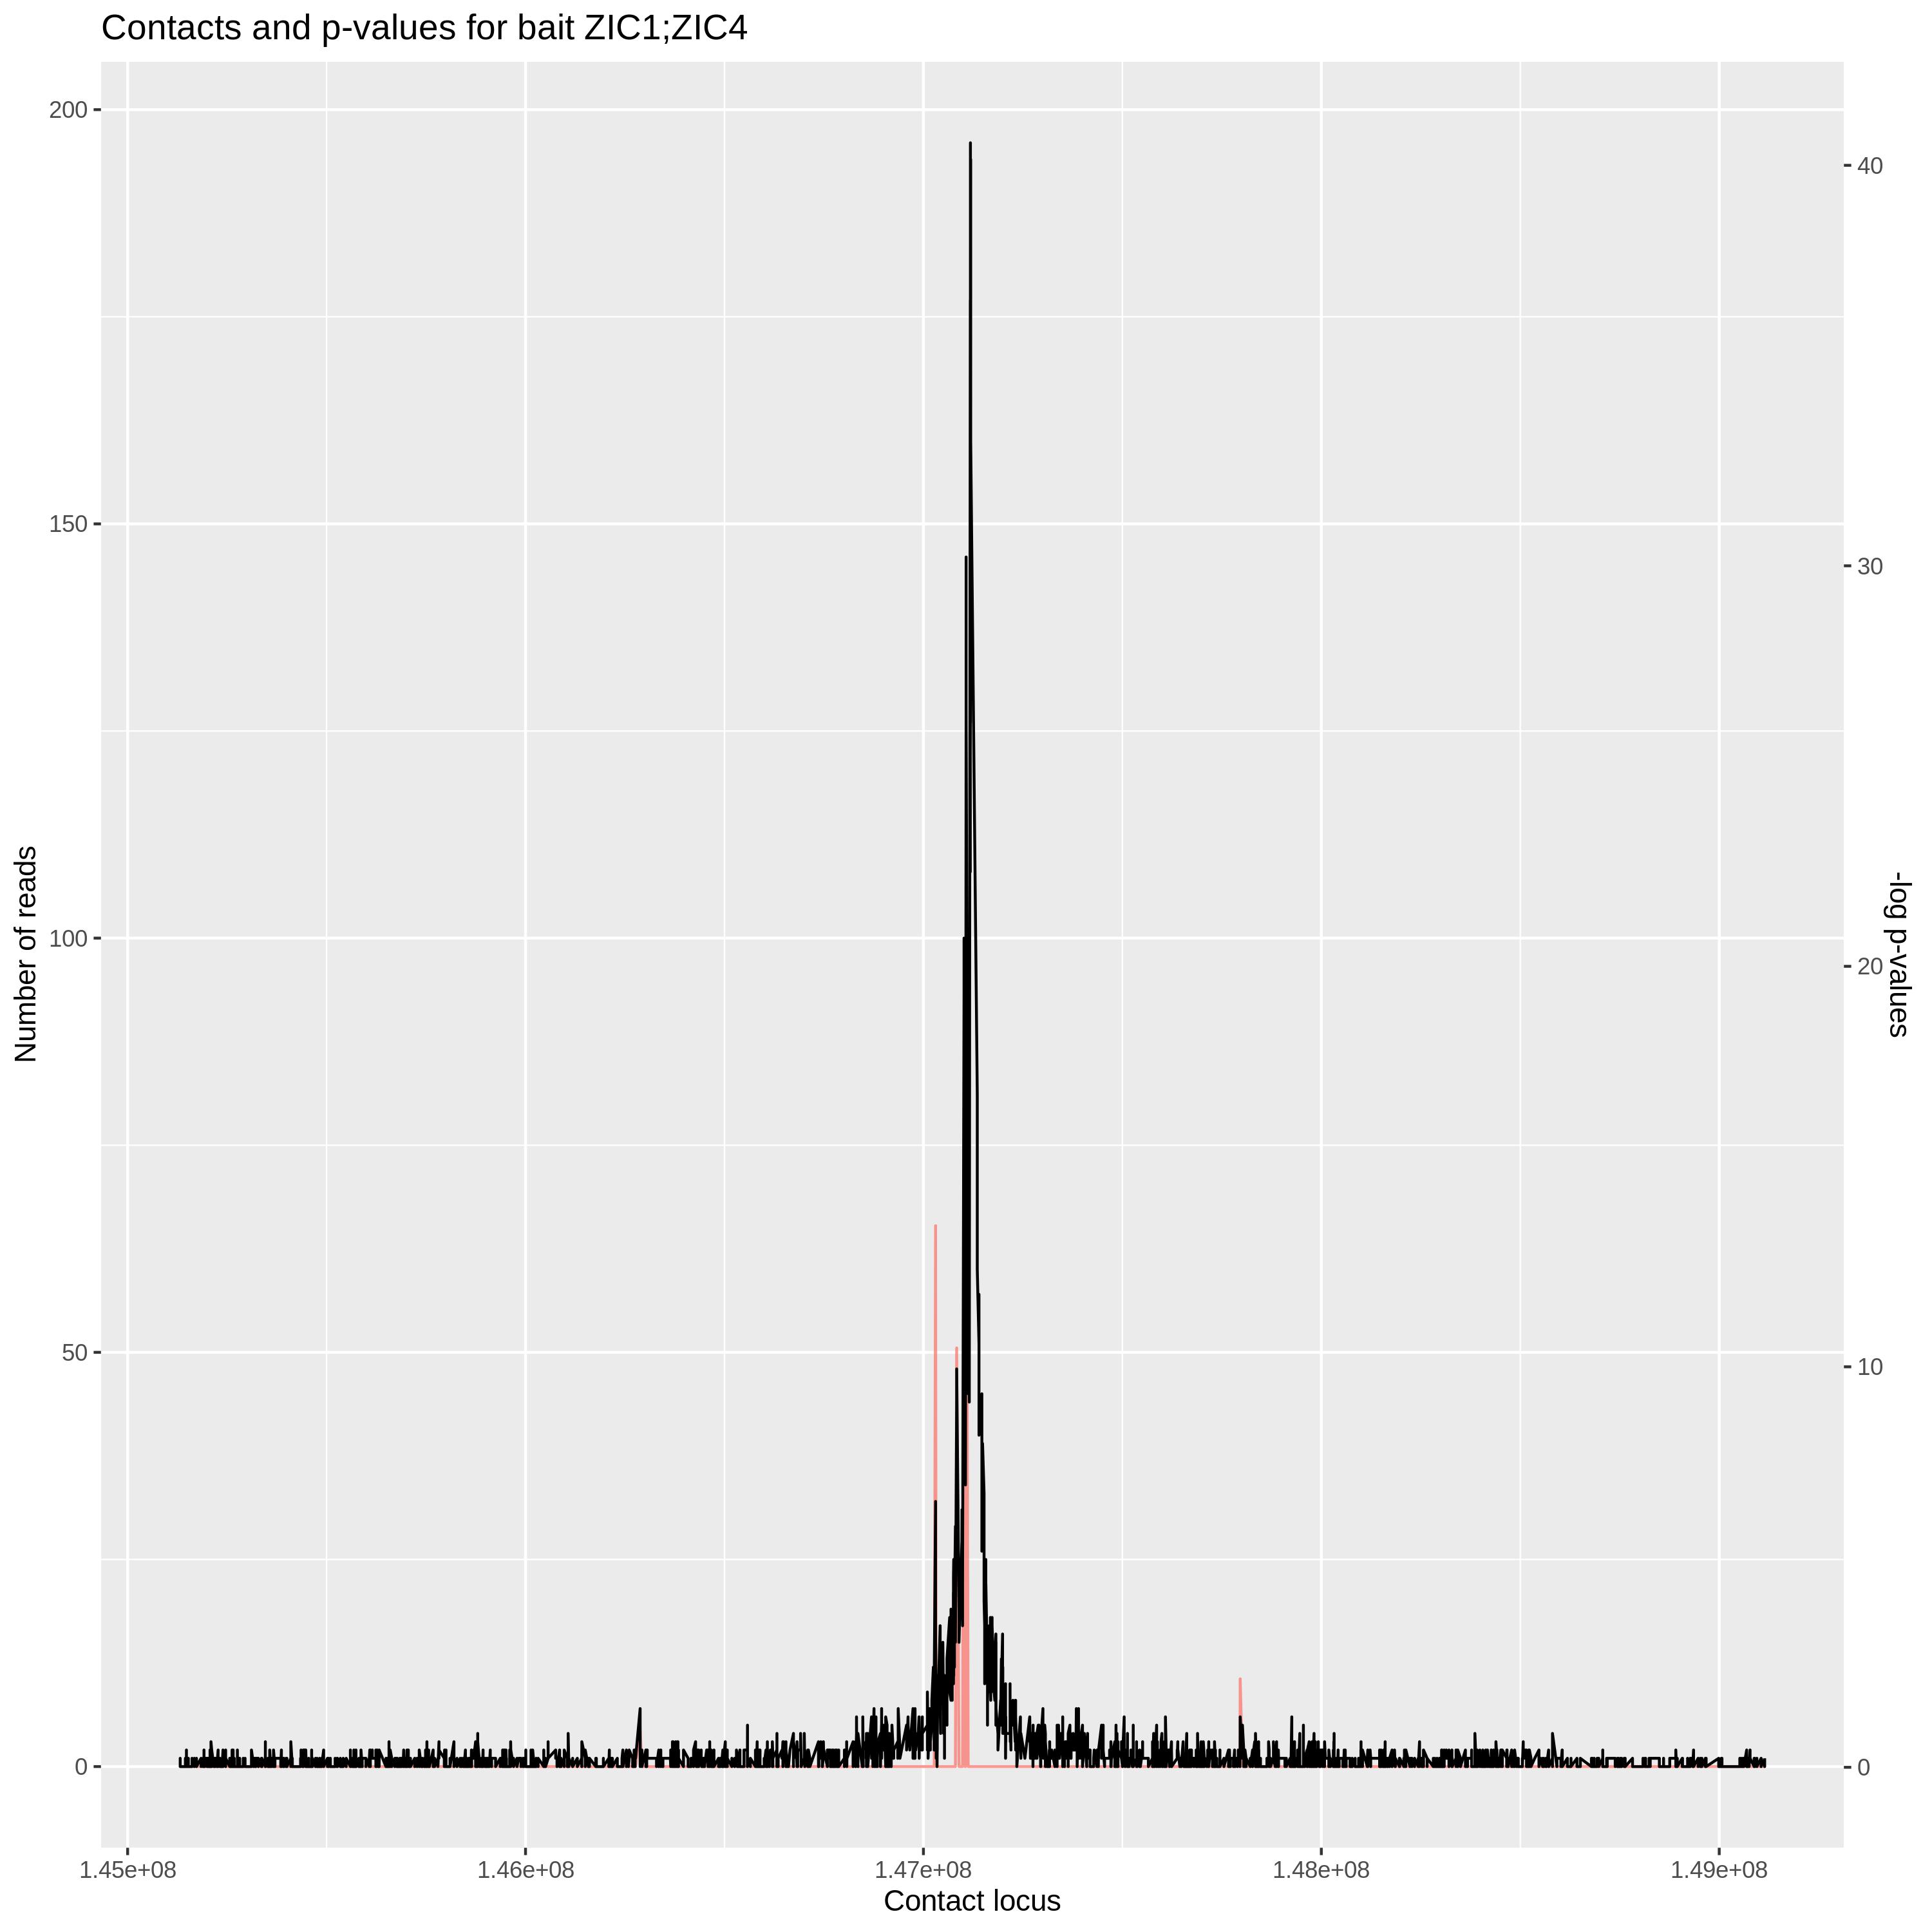 Contacts and p-values for bait ZIC1;ZIC4
200
150
100
50
0
Number of reads
40
30
20
10
0
-log p-values
1.45e+08
1.46e+08
1.47e+08
1.48e+08
1.49e+08
Contact locus